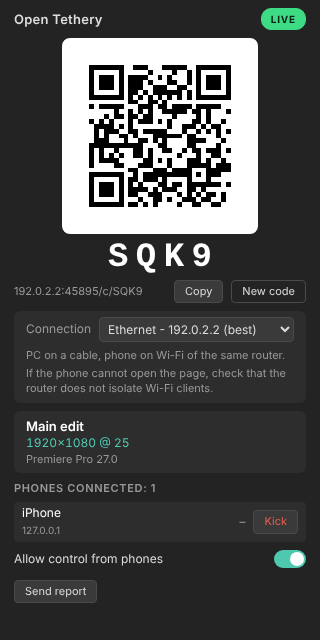 Open Tethery
LIVE
SQK9
192.0.2.2:45895/c/SQK9
Copy
New code
Connection
Ethernet - 192.0.2.2 (best)
PC on a cable, phone on Wi-Fi of the same router.
If the phone cannot open the page, check that the
router does not isolate Wi-Fi clients.
Main edit
1920×1080 @ 25
Premiere Pro 27.0
PHONES CONNECTED: 1
iPhone
127.0.0.1
–
Kick
Allow control from phones
Send report